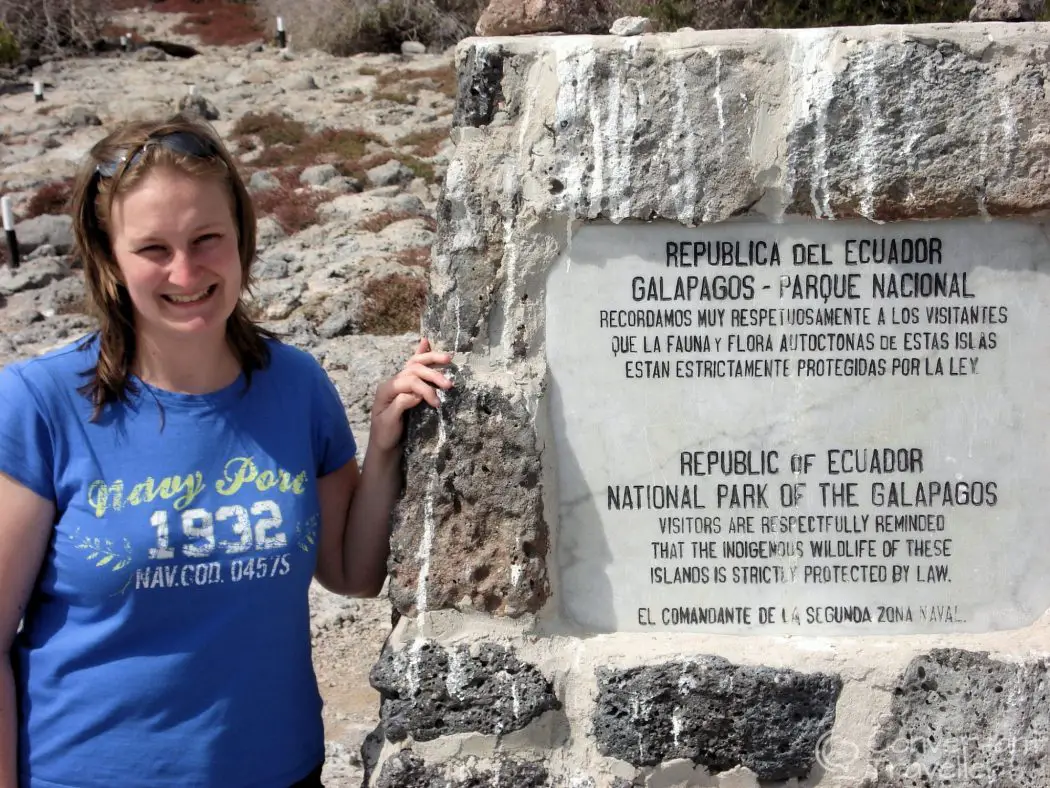 Navy Port
1932
NAV.COD. 0457/S
REPUBLICA DEL ECUADOR
GALAPAGOS - PARQUE NACIONAL
RECORDAMOS MUY RESPETUOSAMENTE A LOS VISITANTES
QUE LA FAUNA Y FLORA AUTOCTONAS DE ESTAS ISLAS
ESTAN ESTRICTAMENTE PROTEGIDAS POR LA LEY.
REPUBLIC OF ECUADOR
NATIONAL PARK OF THE GALAPAGOS
VISITORS ARE RESPECTFULLY REMINDED
THAT THE INDIGENOUS WILDLIFE OF THESE
ISLANDS IS STRICTLY PROTECTED BY LAW.
EL COMANDANTE DE LA SEGUNDA ZONA NAVAL.
© Conversant
Traveller